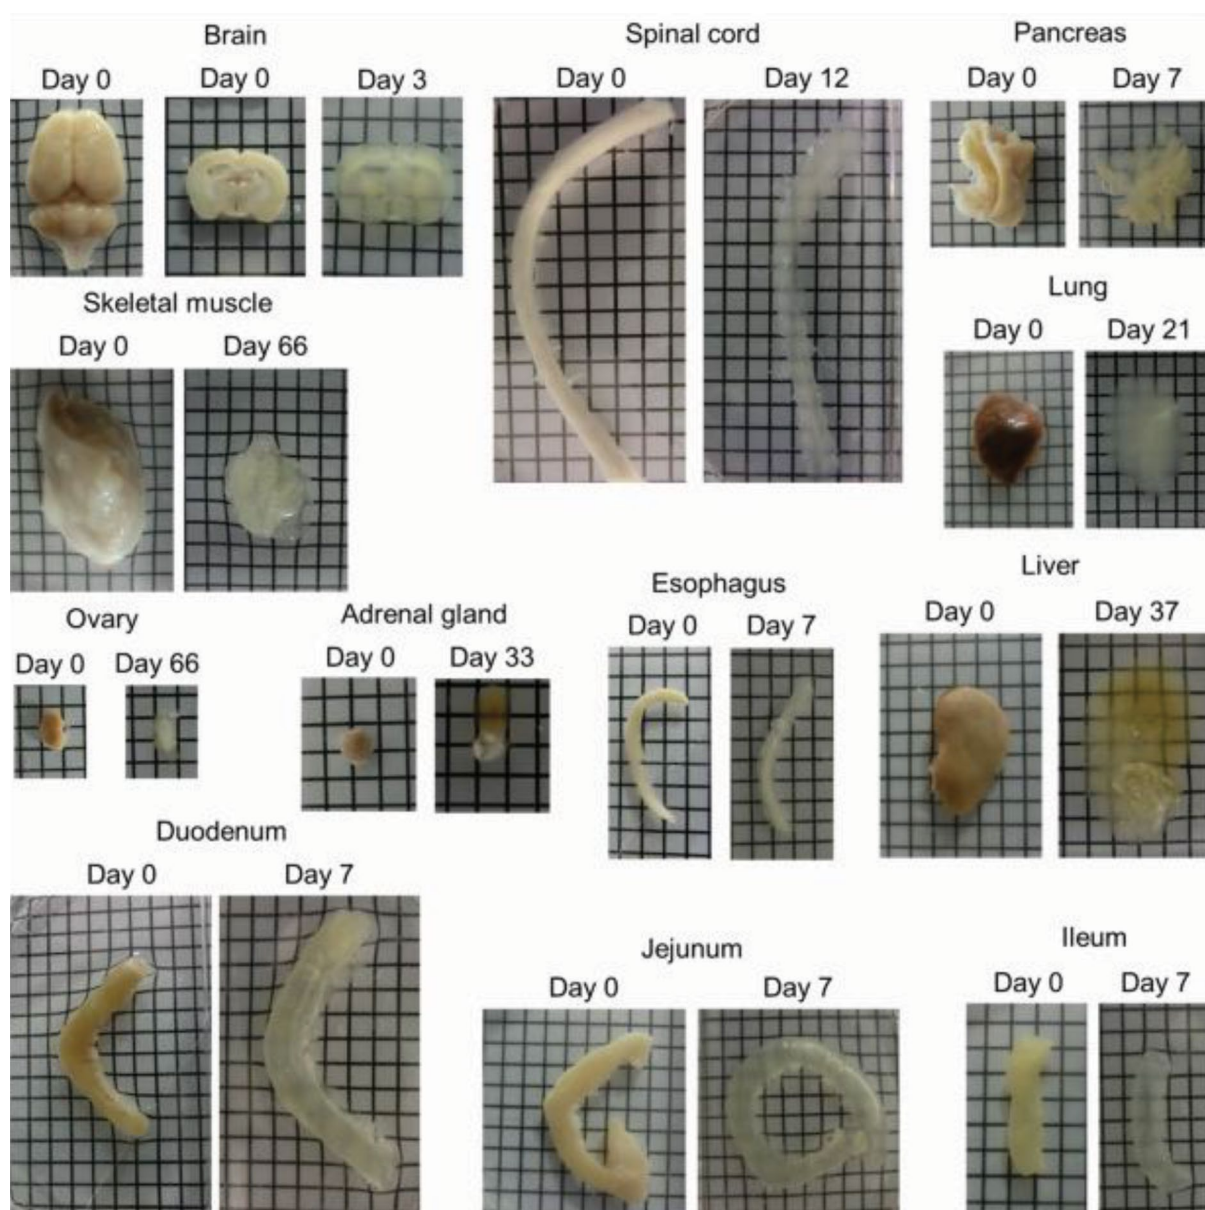 Brain
Day 0
Day 0
Day 3
Spinal cord
Day 0
Day 12
Pancreas
Day 0
Day 7
Skeletal muscle
Day 0
Day 66
Lung
Day 0
Day 21
Ovary
Day 0
Day 66
Adrenal gland
Day 0
Day 33
Esophagus
Day 0
Day 7
Liver
Day 0
Day 37
Duodenum
Day 0
Day 7
Jejunum
Day 0
Day 7
Ileum
Day 0
Day 7